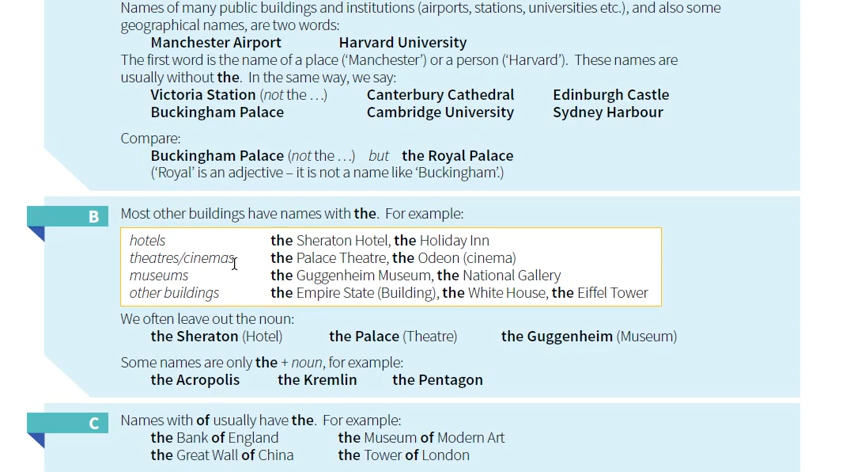 Names of many public buildings and institutions (airports, stations, universities etc.), and also some
geographical names, are two words:
Manchester Airport Harvard University
The first word is the name of a place (‘Manchester’) or a person (‘Harvard’). These names are
usually without the. In the same way, we say:
Victoria Station (not the …) Canterbury Cathedral Edinburgh Castle
Buckingham Palace Cambridge University Sydney Harbour
Compare:
Buckingham Palace (not the …) but the Royal Palace
(‘Royal’ is an adjective – it is not a name like ‘Buckingham’.)
B
Most other buildings have names with the. For example:
hotels the Sheraton Hotel, the Holiday Inn
theatres/cinemas the Palace Theatre, the Odeon (cinema)
museums the Guggenheim Museum, the National Gallery
other buildings the Empire State (Building), the White House, the Eiffel Tower
We often leave out the noun:
the Sheraton (Hotel) the Palace (Theatre) the Guggenheim (Museum)
Some names are only the + noun, for example:
the Acropolis the Kremlin the Pentagon
C
Names with of usually have the. For example:
the Bank of England the Museum of Modern Art
the Great Wall of China the Tower of London